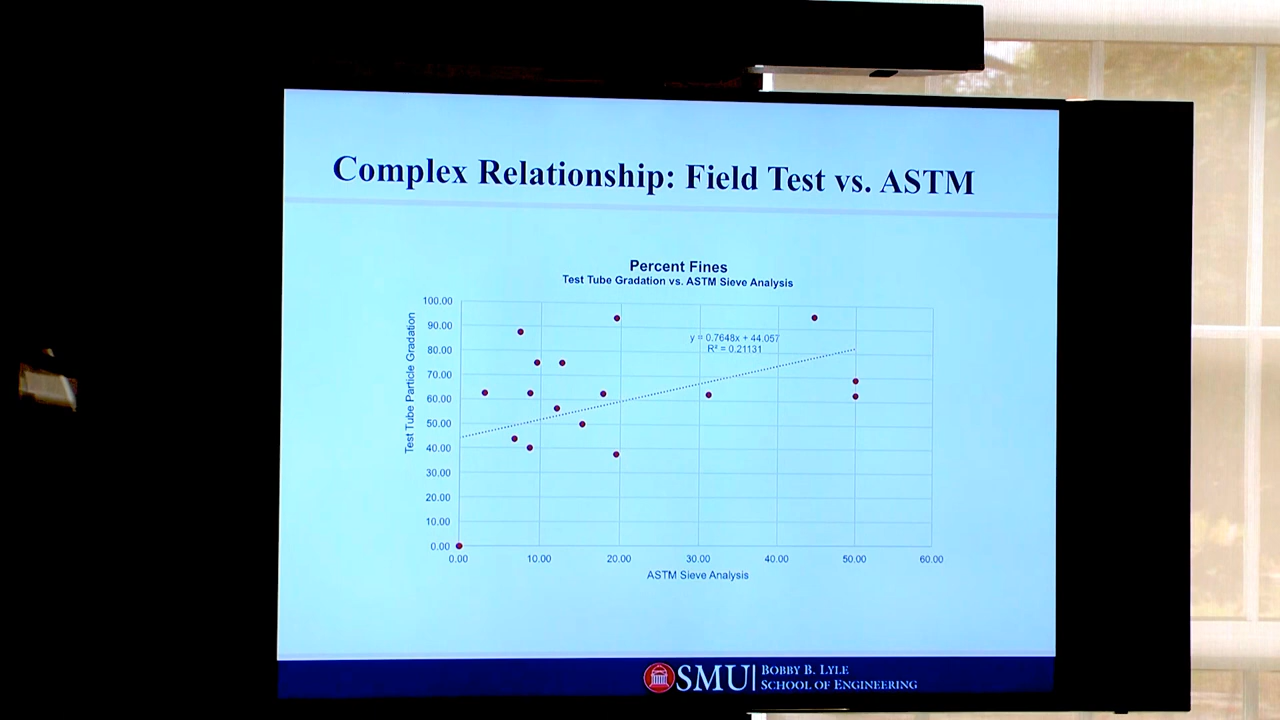 Complex Relationship: Field Test vs. ASTM
Percent Fines
Test Tube Gradation vs. ASTM Sieve Analysis
Test Tube Particle Gradation
100.00
90.00
80.00
70.00
60.00
50.00
40.00
30.00
20.00
10.00
0.00
y = 0.7648x + 44.057
R² = 0.21131
0.00 10.00 20.00 30.00 40.00 50.00 60.00
ASTM Sieve Analysis
SMU BOBBY B. LYLE
SCHOOL OF ENGINEERING